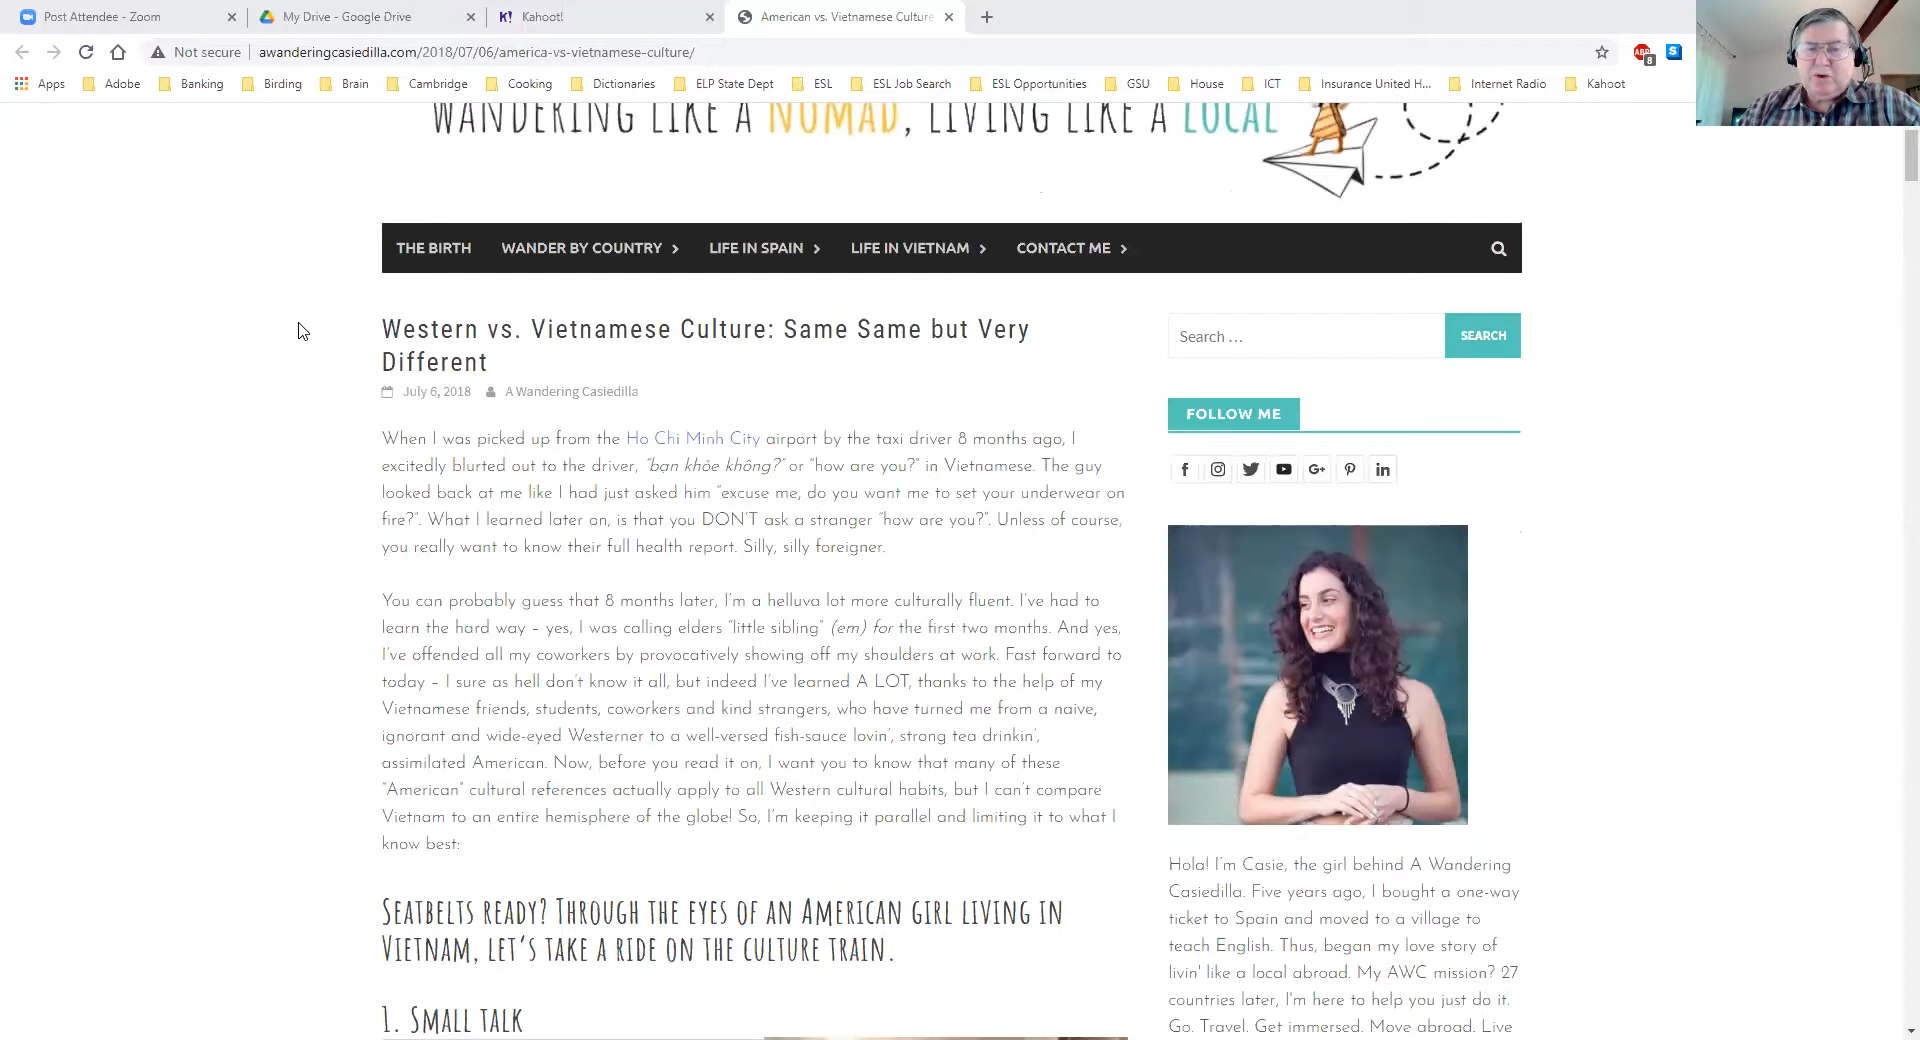 Post Attendee - Zoom
My Drive - Google Drive
Kahoot!
American vs. Vietnamese Culture
Not secure
awanderingcasiedilla.com/2018/07/06/america-vs-vietnamese-culture/
ABP
8
S
Apps
Adobe
Banking
Birding
Brain
Cambridge
Cooking
Dictionaries
ELP State Dept
ESL
ESL Job Search
ESL Opportunities
GSU
House
ICT
Insurance United H...
Internet Radio
Kahoot
WANDERING LIKE A NOMAD, LIVING LIKE A LOCAL
THE BIRTH
WANDER BY COUNTRY
LIFE IN SPAIN
LIFE IN VIETNAM
CONTACT ME
Western vs. Vietnamese Culture: Same Same but Very
Different
July 6, 2018
A Wandering Casiedilla
When I was picked up from the Ho Chi Minh City airport by the taxi driver 8 months ago, I
excitedly blurted out to the driver, “bạn khỏe không?” or “how are you?” in Vietnamese. The guy
looked back at me like I had just asked him “excuse me, do you want me to set your underwear on
fire?”. What I learned later on, is that you DON’T ask a stranger “how are you?”. Unless of course,
you really want to know their full health report. Silly, silly foreigner.
You can probably guess that 8 months later, I’m a helluva lot more culturally fluent. I’ve had to
learn the hard way – yes, I was calling elders “little sibling” (em) for the first two months. And yes,
I’ve offended all my coworkers by provocatively showing off my shoulders at work. Fast forward to
today – I sure as hell don’t know it all, but indeed I’ve learned A LOT, thanks to the help of my
Vietnamese friends, students, coworkers and kind strangers, who have turned me from a naive,
ignorant and wide-eyed Westerner to a well-versed fish-sauce lovin’, strong tea drinkin’,
assimilated American. Now, before you read it on, I want you to know that many of these
“American” cultural references actually apply to all Western cultural habits, but I can’t compare
Vietnam to an entire hemisphere of the globe! So, I’m keeping it parallel and limiting it to what I
know best:
SEATBELTS READY? THROUGH THE EYES OF AN AMERICAN GIRL LIVING IN
VIETNAM, LET’S TAKE A RIDE ON THE CULTURE TRAIN.
1. SMALL TALK
Search …
SEARCH
FOLLOW ME
Hola! I’m Casie, the girl behind A Wandering
Casiedilla. Five years ago, I bought a one-way
ticket to Spain and moved to a village to
teach English. Thus, began my love story of
livin' like a local abroad. My AWC mission? 27
countries later, I'm here to help you just do it.
Go. Travel. Get immersed. Move abroad. Live